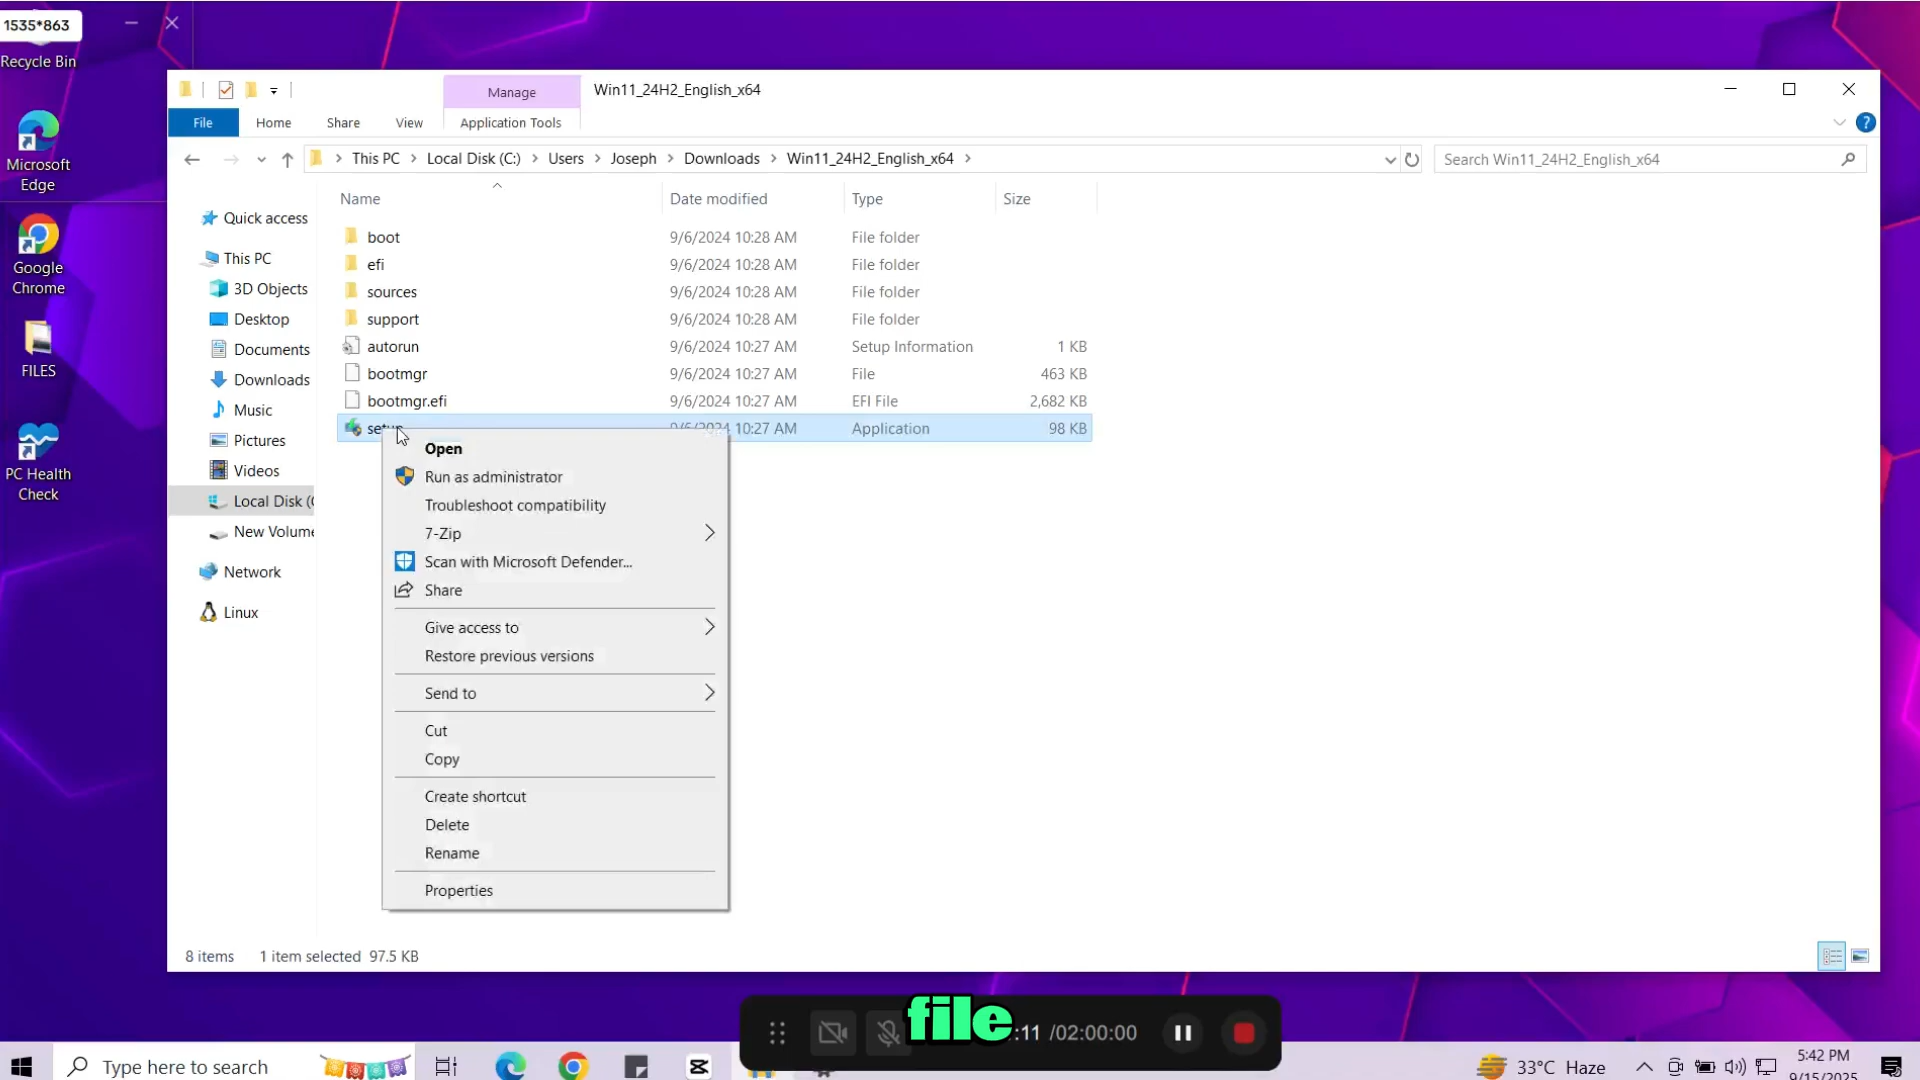 1535*863
Recycle Bin
Microsoft
Edge
Google
Chrome
FILES
PC Health
Check
Manage
Win11_24H2_English_x64
File
Home
Share
View
Application Tools
This PC
Local Disk (C:)
Users
Joseph
Downloads
Win11_24H2_English_x64
Search Win11_24H2_English_x64
Quick access
This PC
3D Objects
Desktop
Documents
Downloads
Music
Pictures
Videos
Local Disk (
New Volume
Network
Linux
Name Date modified Type Size
boot 9/6/2024 10:28 AM File folder
efi 9/6/2024 10:28 AM File folder
sources 9/6/2024 10:28 AM File folder
support 9/6/2024 10:28 AM File folder
autorun 9/6/2024 10:27 AM Setup Information 1 KB
bootmgr 9/6/2024 10:27 AM File 463 KB
bootmgr.efi 9/6/2024 10:27 AM EFI File 2,682 KB
setup 9/6/2024 10:27 AM Application 98 KB
Open
Run as administrator
Troubleshoot compatibility
7-Zip
Scan with Microsoft Defender...
Share
Give access to
Restore previous versions
Send to
Cut
Copy
Create shortcut
Delete
Rename
Properties
8 items 1 item selected 97.5 KB
file
:11 /02:00:00
Type here to search
33°C Haze
5:42 PM
9/15/2025